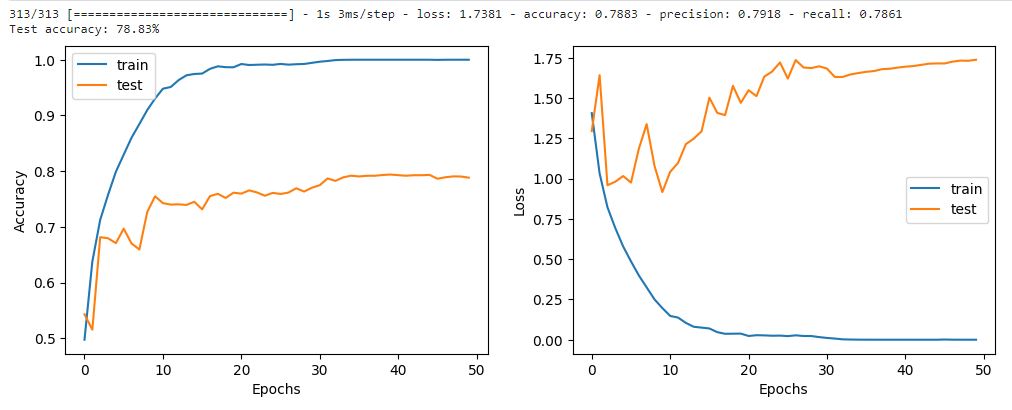 313/313 [==============================] - 1s 3ms/step - loss: 1.7381 - accuracy: 0.7883 - precision: 0.7918 - recall: 0.7861
Test accuracy: 78.83%
train
test
1.0
0.9
0.8
0.7
0.6
0.5
Accuracy
0 10 20 30 40 50
Epochs
train
test
1.75
1.50
1.25
1.00
0.75
0.50
0.25
0.00
Loss
0 10 20 30 40 50
Epochs